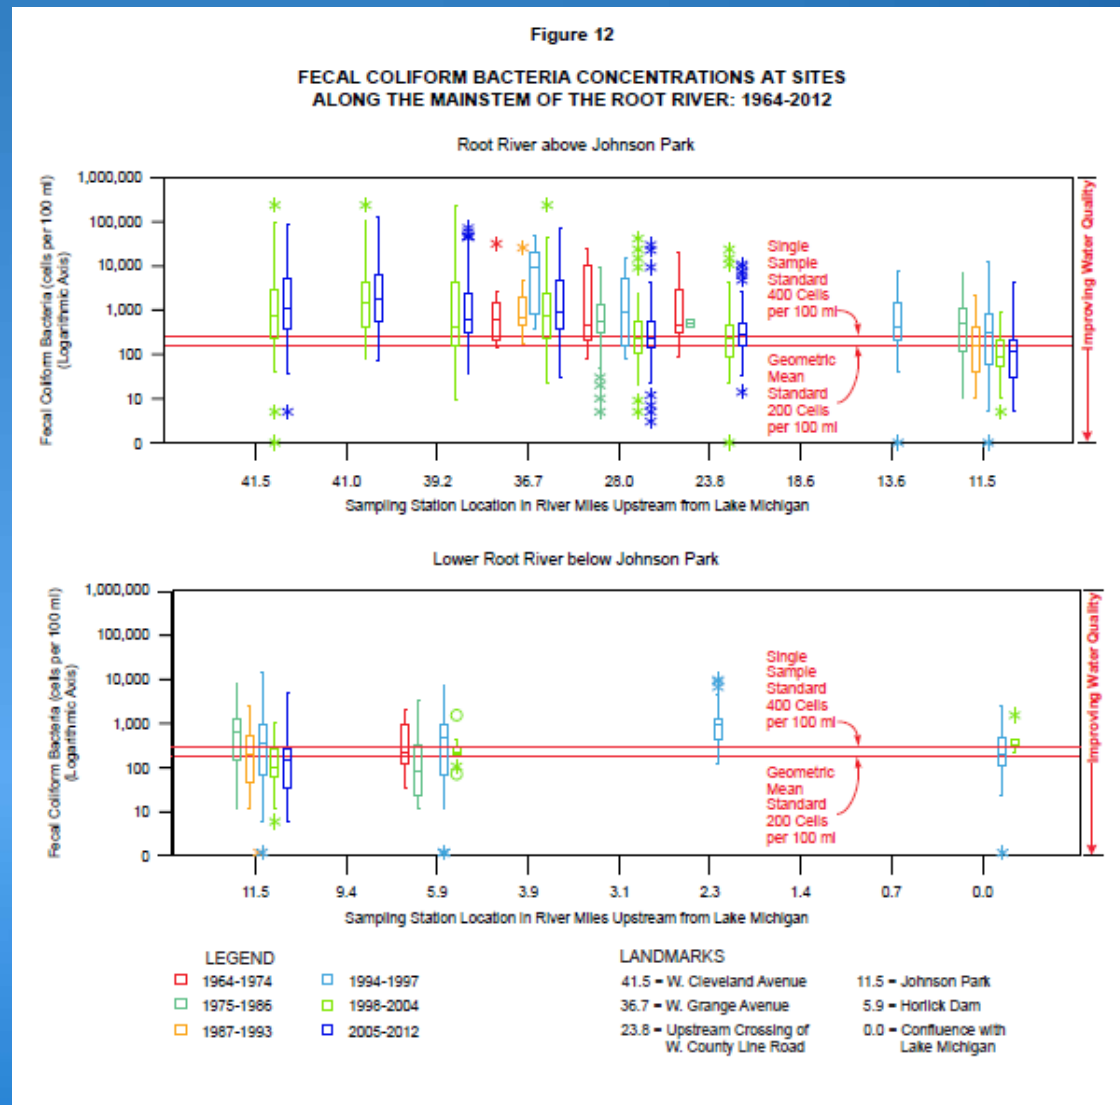 Figure 12
FECAL COLIFORM BACTERIA CONCENTRATIONS AT SITES
ALONG THE MAINSTEM OF THE ROOT RIVER: 1964-2012
Root River above Johnson Park
Fecal Coliform Bacteria (cells per 100 ml)
(Logarithmic Axis)
1,000,000
100,000
10,000
1,000
100
10
0
Single
Sample
Standard
400 Cells
per 100 ml
Geometric
Mean
Standard
200 Cells
per 100 ml
Improving Water Quality
41.5 41.0 39.2 36.7 28.0 23.8 18.6 13.6 11.5
Sampling Station Location in River Miles Upstream from Lake Michigan
Lower Root River below Johnson Park
Fecal Coliform Bacteria (cells per 100 ml)
(Logarithmic Axis)
1,000,000
100,000
10,000
1,000
100
10
0
Single
Sample
Standard
400 Cells
per 100 ml
Geometric
Mean
Standard
200 Cells
per 100 ml
Improving Water Quality
11.5 9.4 5.9 3.9 3.1 2.3 1.4 0.7 0.0
Sampling Station Location in River Miles Upstream from Lake Michigan
LEGEND
1964-1974
1975-1986
1987-1993
1994-1997
1998-2004
2005-2012
LANDMARKS
41.5 = W. Cleveland Avenue
36.7 = W. Grange Avenue
23.8 = Upstream Crossing of
W. County Line Road
11.5 = Johnson Park
5.9 = Horlick Dam
0.0 = Confluence with
Lake Michigan